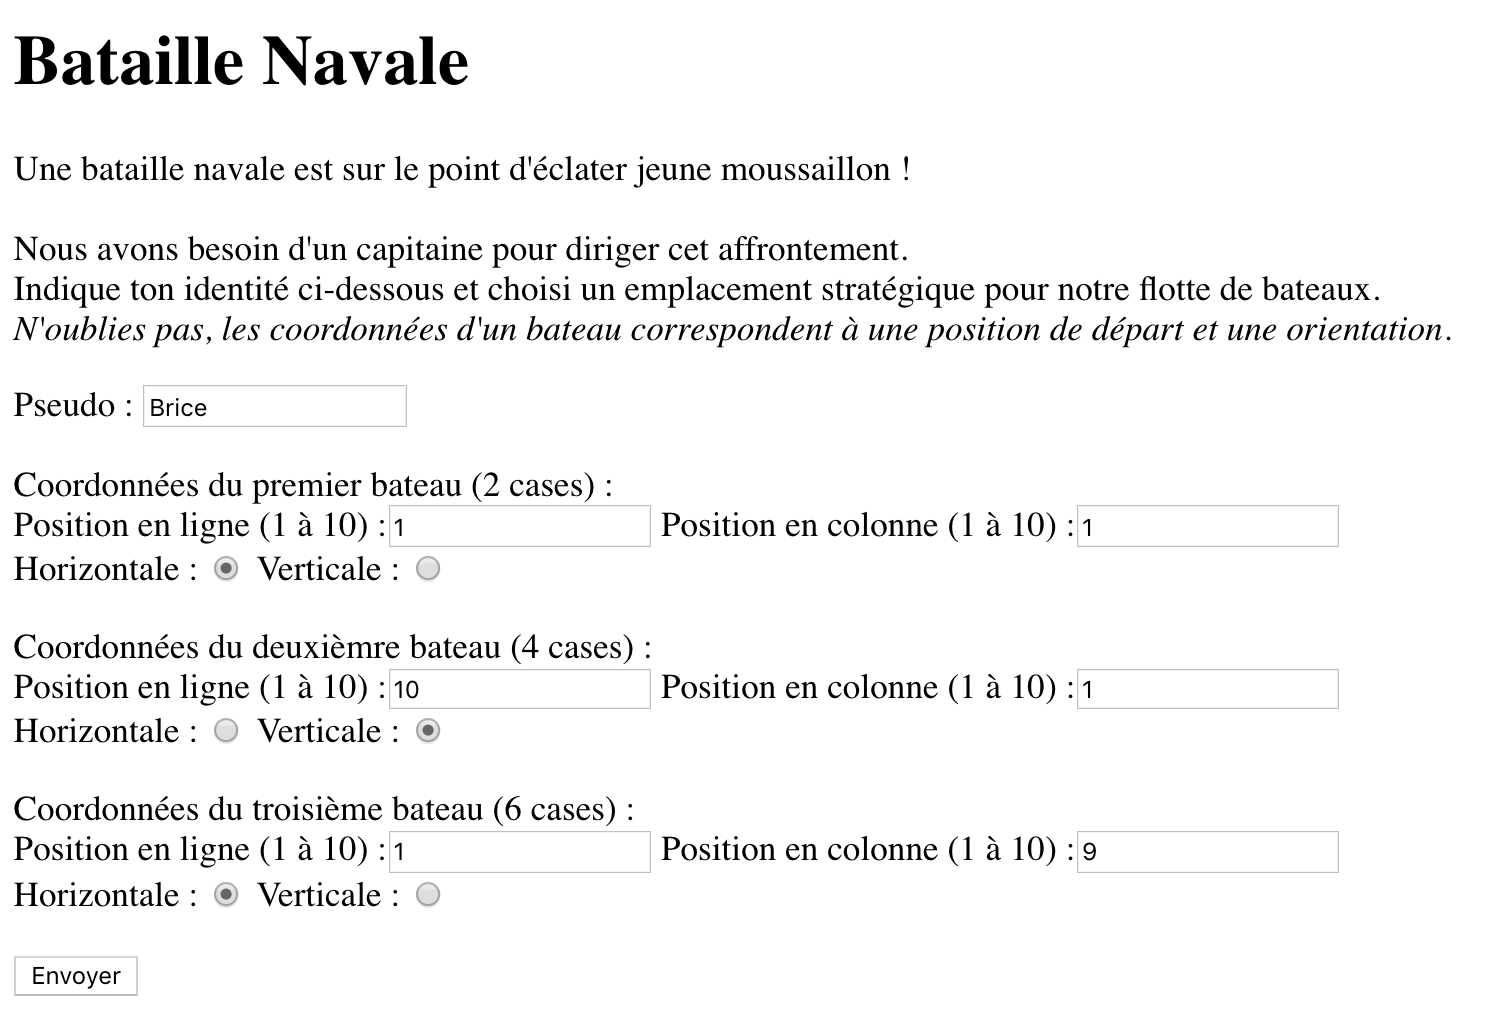 Bataille Navale
Une bataille navale est sur le point d'éclater jeune moussaillon !
Nous avons besoin d'un capitaine pour diriger cet affrontement.
Indique ton identité ci-dessous et choisi un emplacement stratégique pour notre flotte de bateaux.
N'oublies pas, les coordonnées d'un bateau correspondent à une position de départ et une orientation.
Pseudo : Brice
Coordonnées du premier bateau (2 cases) :
Position en ligne (1 à 10) : 1 Position en colonne (1 à 10) : 1
Horizontale : Verticale :
Coordonnées du deuxièmre bateau (4 cases) :
Position en ligne (1 à 10) : 10 Position en colonne (1 à 10) : 1
Horizontale : Verticale :
Coordonnées du troisième bateau (6 cases) :
Position en ligne (1 à 10) : 1 Position en colonne (1 à 10) : 9
Horizontale : Verticale :
Envoyer